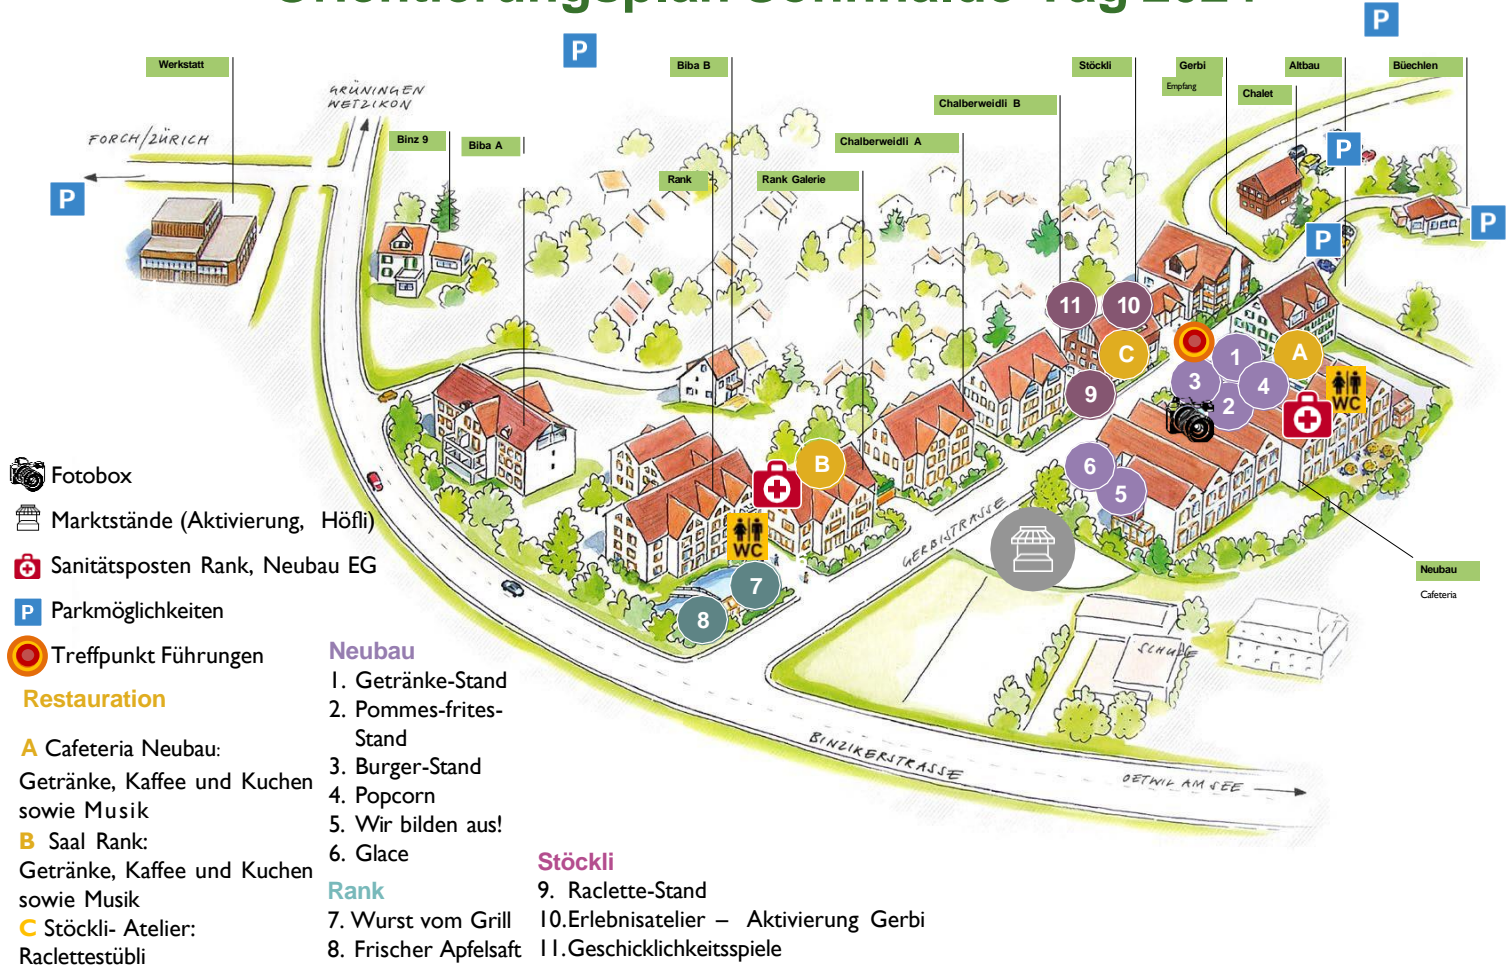 P
P
Werkstatt
Biba B
Stöckli
Gerbi
Empfang
Altbau
Büechlen
Chalet
GRÜNINGEN
WETZIKON
Chalberweidli B
FORCH/ZÜRICH
Binz 9
Biba A
Chalberweidli A
P
Rank
Rank Galerie
P
P
P
11
10
C
1
A
3
4
2
WC
9
B
6
5
WC
7
8
GERBISTRASSE
Neubau
Cafeteria
SCHULE
BINZIKERSTRASSE
OETWIL AM SEE
Fotobox
Marktstände (Aktivierung, Höfli)
Sanitätsposten Rank, Neubau EG
P Parkmöglichkeiten
Treffpunkt Führungen
Restauration
A Cafeteria Neubau:
Getränke, Kaffee und Kuchen
sowie Musik
B Saal Rank:
Getränke, Kaffee und Kuchen
sowie Musik
C Stöckli- Atelier:
Raclettestübli
Neubau
1. Getränke-Stand
2. Pommes-frites-
Stand
3. Burger-Stand
4. Popcorn
5. Wir bilden aus!
6. Glace
Rank
7. Wurst vom Grill
8. Frischer Apfelsaft
Stöckli
9. Raclette-Stand
10.Erlebnisatelier – Aktivierung Gerbi
11.Geschicklichkeitsspiele